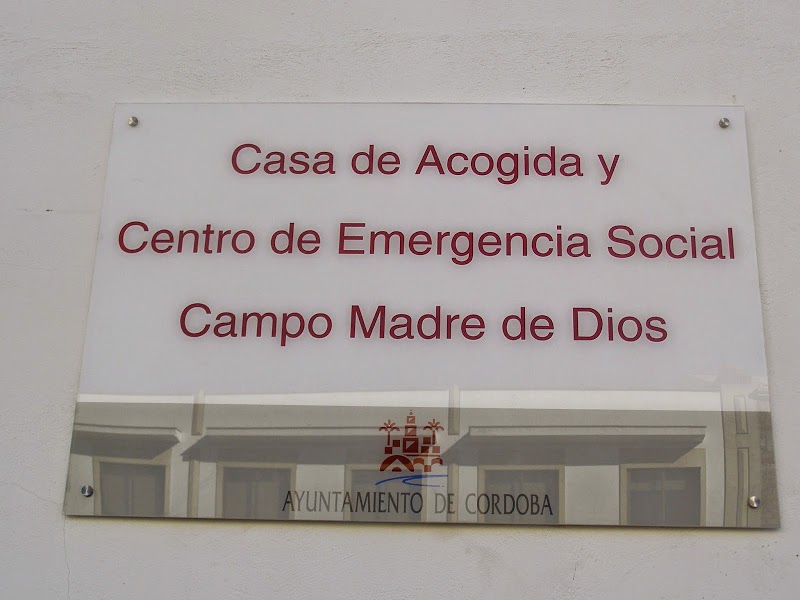 Casa de Acogida y
Centro de Emergencia Social
Campo Madre de Dios
AYUNTAMIENTO DE CORDOBA